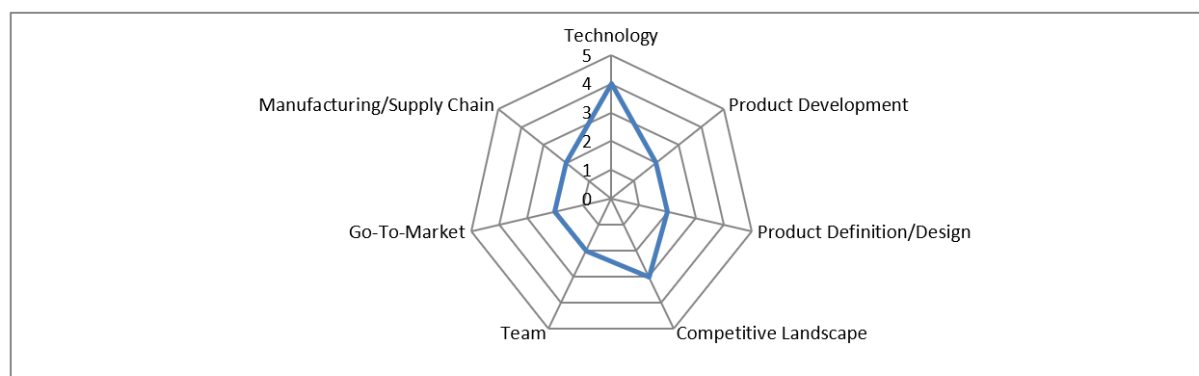 Technology
5
4
3
2
1
0
Manufacturing/Supply Chain
Product Development
Go-To-Market
Product Definition/Design
Team
Competitive Landscape